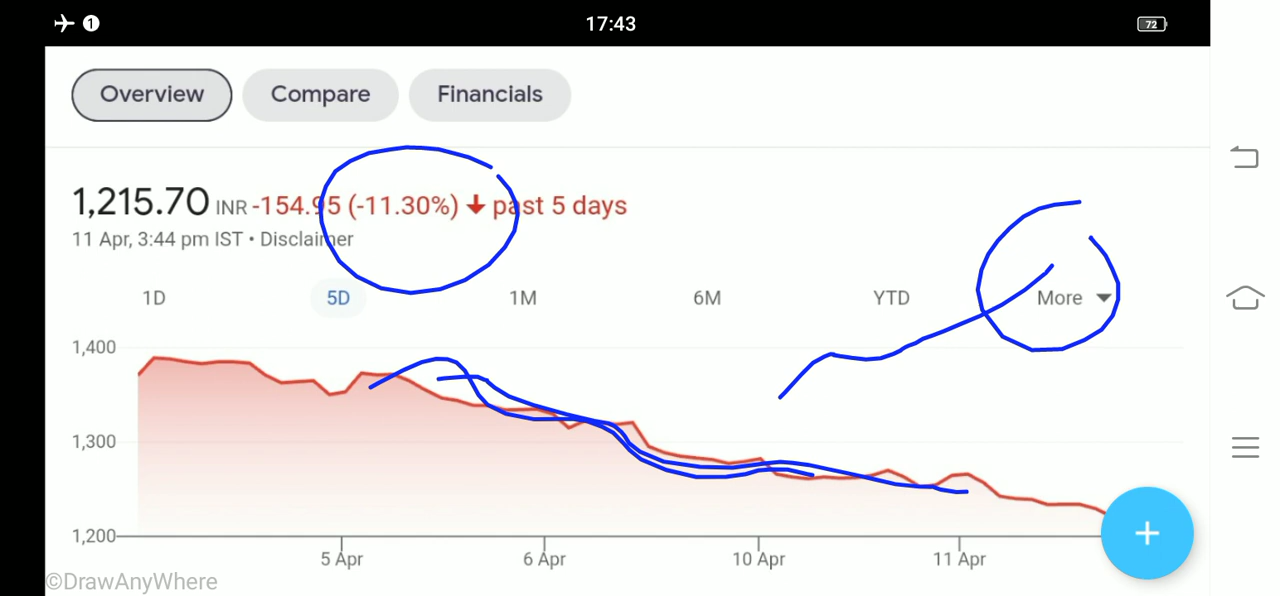 1 17:43 72
Overview Compare Financials
1,215.70 INR -154.95 (-11.30%) ↓ past 5 days
11 Apr, 3:44 pm IST • Disclaimer
1D 5D 1M 6M YTD More
1,400
1,300
1,200
5 Apr 6 Apr 10 Apr 11 Apr
©DrawAnyWhere